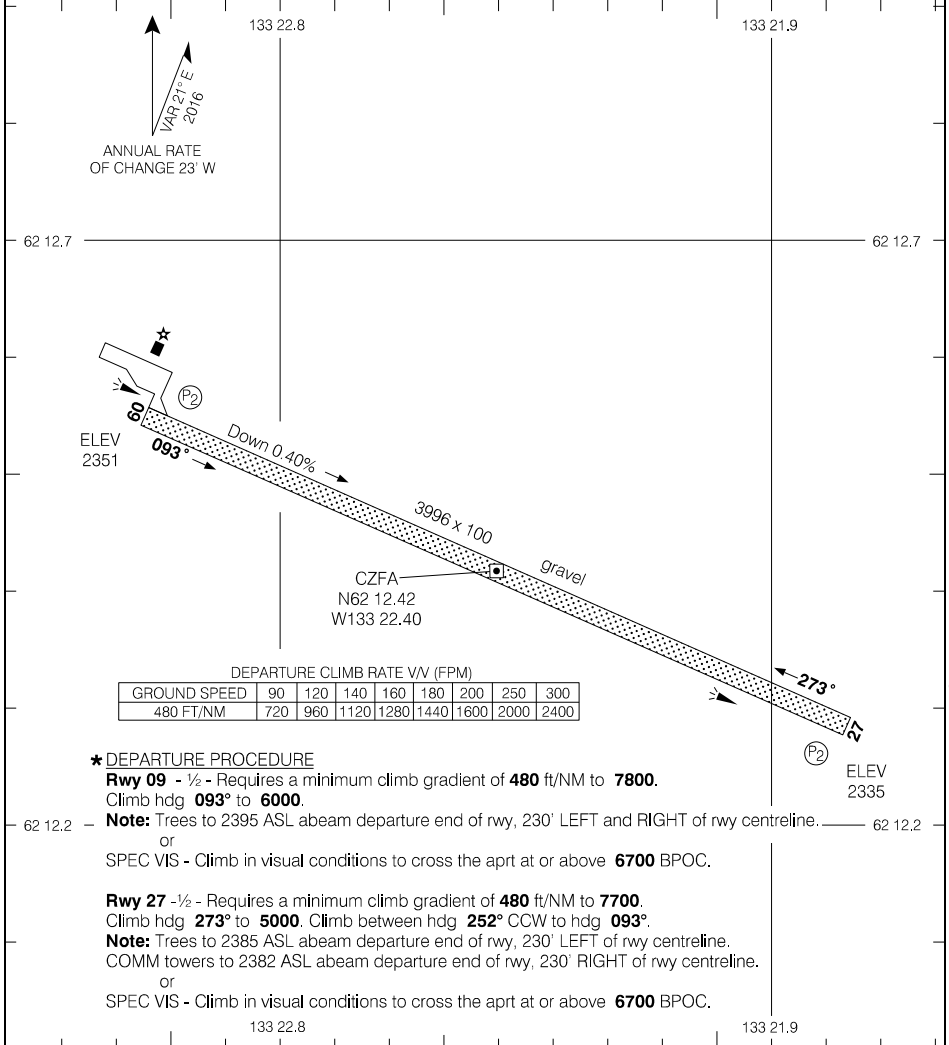 133 22.8
133 21.9
VAR 21° E
2016
ANNUAL RATE
OF CHANGE 23' W
62 12.7
62 12.7
P2
09
ELEV
2351
093°
Down 0.40%
3996 x 100
gravel
CZFA
N62 12.42
W133 22.40
273°
27
P2
ELEV
2335
DEPARTURE CLIMB RATE V/V (FPM)
GROUND SPEED 90 120 140 160 180 200 250 300
480 FT/NM 720 960 1120 1280 1440 1600 2000 2400
* DEPARTURE PROCEDURE
Rwy 09 - ½ - Requires a minimum climb gradient of 480 ft/NM to 7800.
Climb hdg 093° to 6000.
Note: Trees to 2395 ASL abeam departure end of rwy, 230' LEFT and RIGHT of rwy centreline.
62 12.2
62 12.2
or
SPEC VIS - Climb in visual conditions to cross the aprt at or above 6700 BPOC.
Rwy 27 -½ - Requires a minimum climb gradient of 480 ft/NM to 7700.
Climb hdg 273° to 5000. Climb between hdg 252° CCW to hdg 093°.
Note: Trees to 2385 ASL abeam departure end of rwy, 230' LEFT of rwy centreline.
COMM towers to 2382 ASL abeam departure end of rwy, 230' RIGHT of rwy centreline.
or
SPEC VIS - Climb in visual conditions to cross the aprt at or above 6700 BPOC.
133 22.8
133 21.9